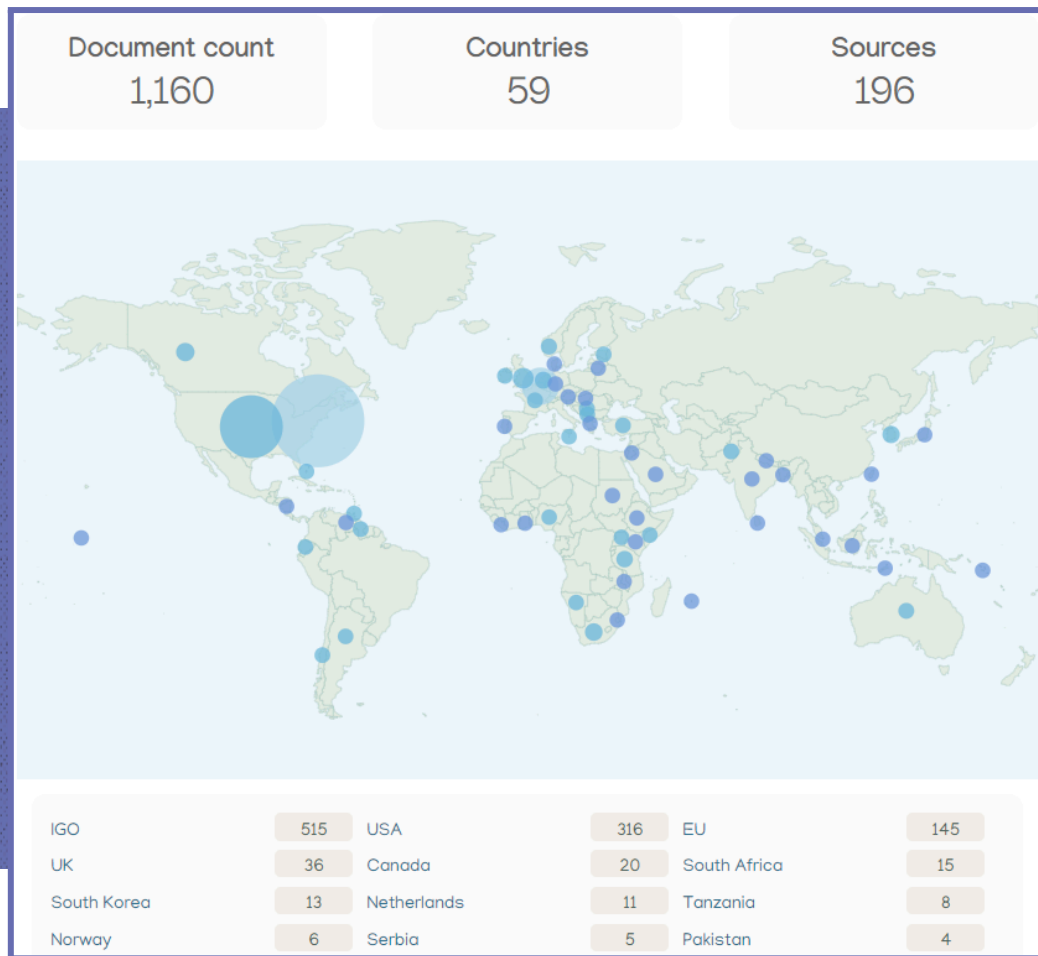 Document count Countries Sources
1,160 59 196
IGO 515 USA 316 EU 145
UK 36 Canada 20 South Africa 15
South Korea 13 Netherlands 11 Tanzania 8
Norway 6 Serbia 5 Pakistan 4